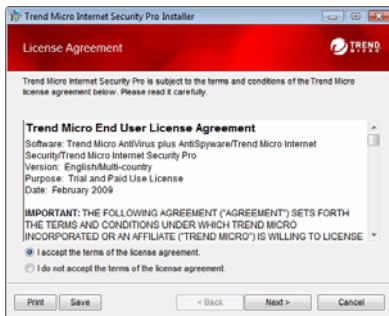 Trend Micro Internet Security Pro Installer
License Agreement
TREND
MICRO
Trend Micro Internet Security Pro is subject to the terms and conditions of the Trend Micro
license agreement below. Please read it carefully.
Trend Micro End User License Agreement
Software: Trend Micro AntiVirus plus AntiSpyware/Trend Micro Internet
Security/Trend Micro Internet Security Pro
Version: English/Multi-country
Purpose: Trial and Paid Use License
Date: February 2009
IMPORTANT: THE FOLLOWING AGREEMENT ("AGREEMENT") SETS FORTH
THE TERMS AND CONDITIONS UNDER WHICH TREND MICRO
INCORPORATED OR AN AFFILIATE ("TREND MICRO") IS WILLING TO LICENSE
I accept the terms of the license agreement.
I do not accept the terms of the license agreement.
Print Save < Back Next > Cancel